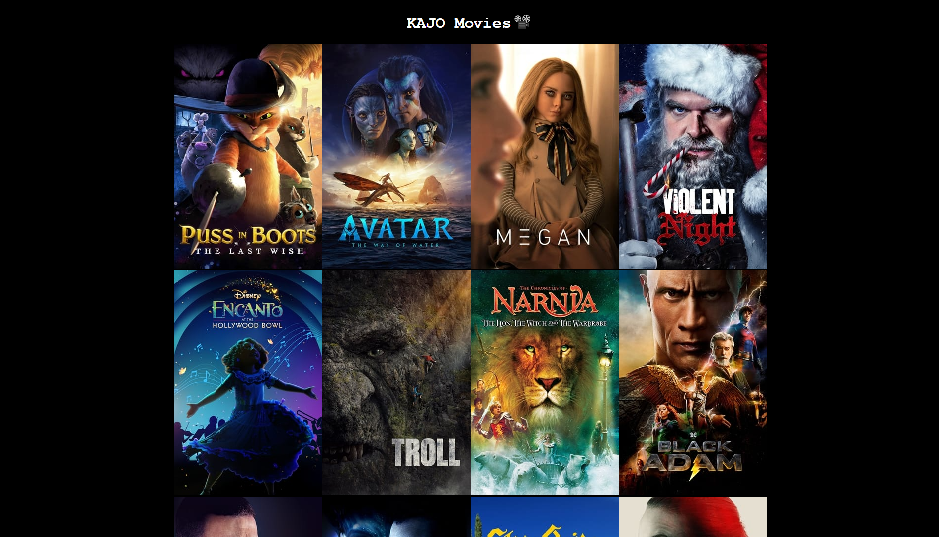 KAJO Movies
PUSS IN BOOTS
THE LAST WISE
AVATAR
THE WAY OF WATER
MEGAN
VIOLENT
Night
DISNEY
ENCANTO
AT THE
HOLLYWOOD BOWL
TROLL
THE CHRONICLES OF
NARNIA
THE LION, THE WITCH AND THE WARDROBE
DC
BLACK
ADAM